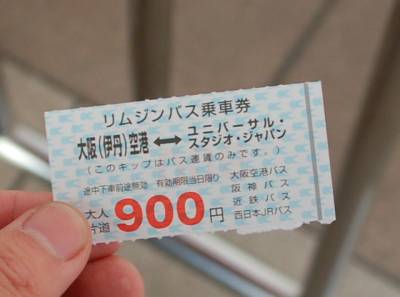 リムジンバス乗車券
大阪(伊丹)空港 ⟷ ユニバーサル・スタジオ・ジャパン
(このキップはバス運賃のみです。)
途中下車前途無効 有効期限当日限り
大人片道 900円
大阪空港バス
阪神バス
近鉄バス
西日本JRバス